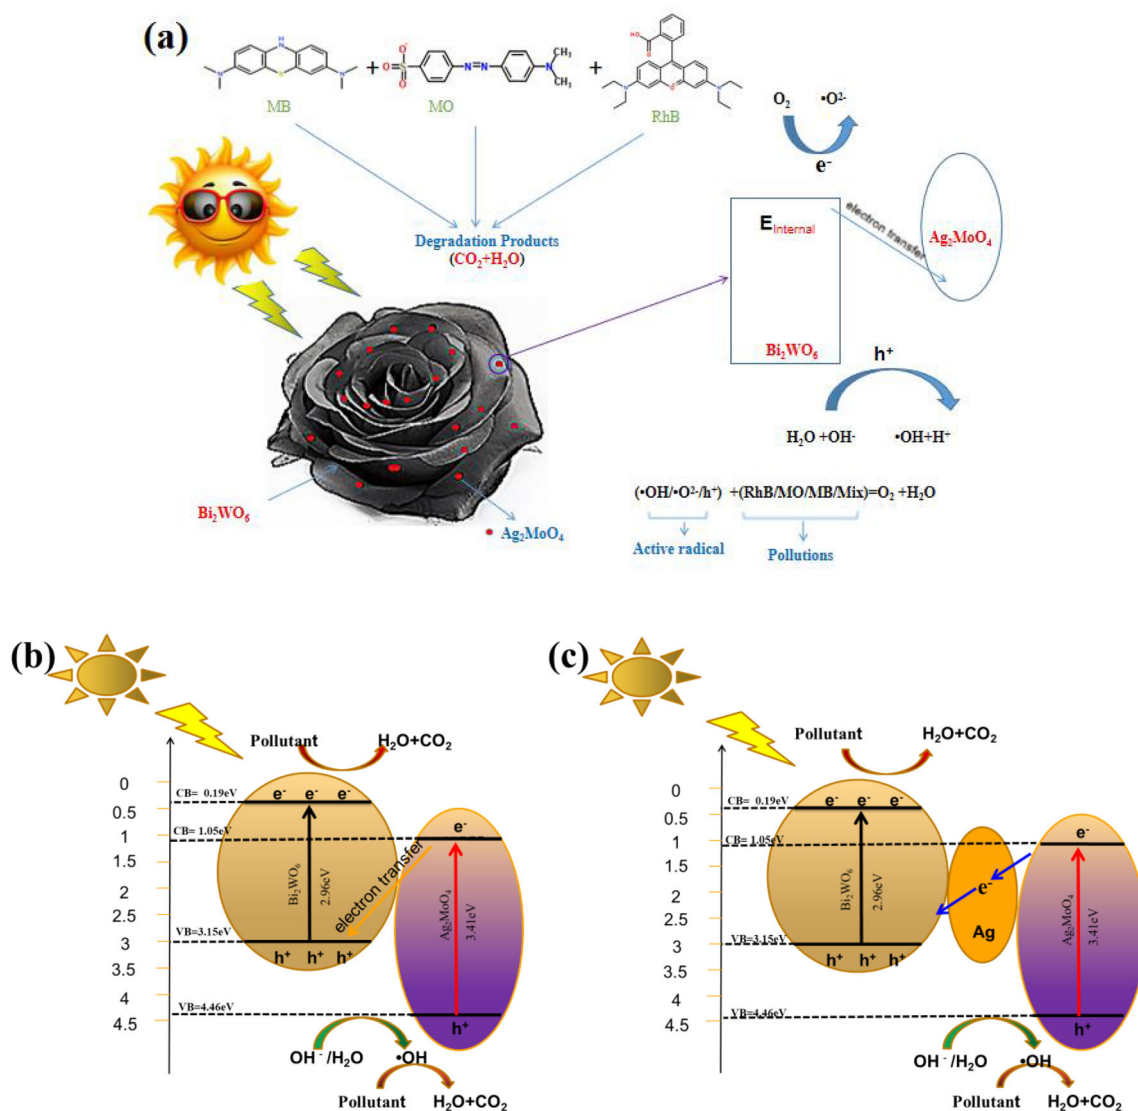 (a)
H
N
N
S
N
+
O
O
S
O
-
N=N
N
CH₃
CH₃
+
HO
O
N
O
N
MB
MO
RhB
O₂ •O²⁻
e⁻
Degradation Products
(CO₂+H₂O)
E Internal
electron transfer
Ag₂MoO₄
Bi₂WO₆
h⁺
H₂O +OH- •OH+H⁺
Bi₂WO₆
Ag₂MoO₄
(•OH/•O²⁻/h⁺) +(RhB/MO/MB/Mix)=O₂ +H₂O
Active radical
Pollutions
(b)
Pollutant H₂O+CO₂
0
0.5
1
1.5
2
2.5
3
3.5
4
4.5
CB= 0.19eV
CB= 1.05eV
VB=3.15eV
VB=4.46eV
e⁻ e⁻ e⁻
Bi₂WO₆
2.96eV
h⁺ h⁺ h⁺
electron transfer
e⁻
Ag₂MoO₄
3.41eV
h⁺
OH⁻/H₂O •OH
Pollutant H₂O+CO₂
(c)
Pollutant H₂O+CO₂
0
0.5
1
1.5
2
2.5
3
3.5
4
4.5
CB= 0.19eV
CB= 1.05eV
VB=3.15eV
VB=4.46eV
e⁻ e⁻ e⁻
Bi₂WO₆
2.96eV
h⁺ h⁺ h⁺
e⁻
Ag
e⁻
Ag₂MoO₄
3.41eV
h⁺
OH⁻/H₂O •OH
Pollutant H₂O+CO₂